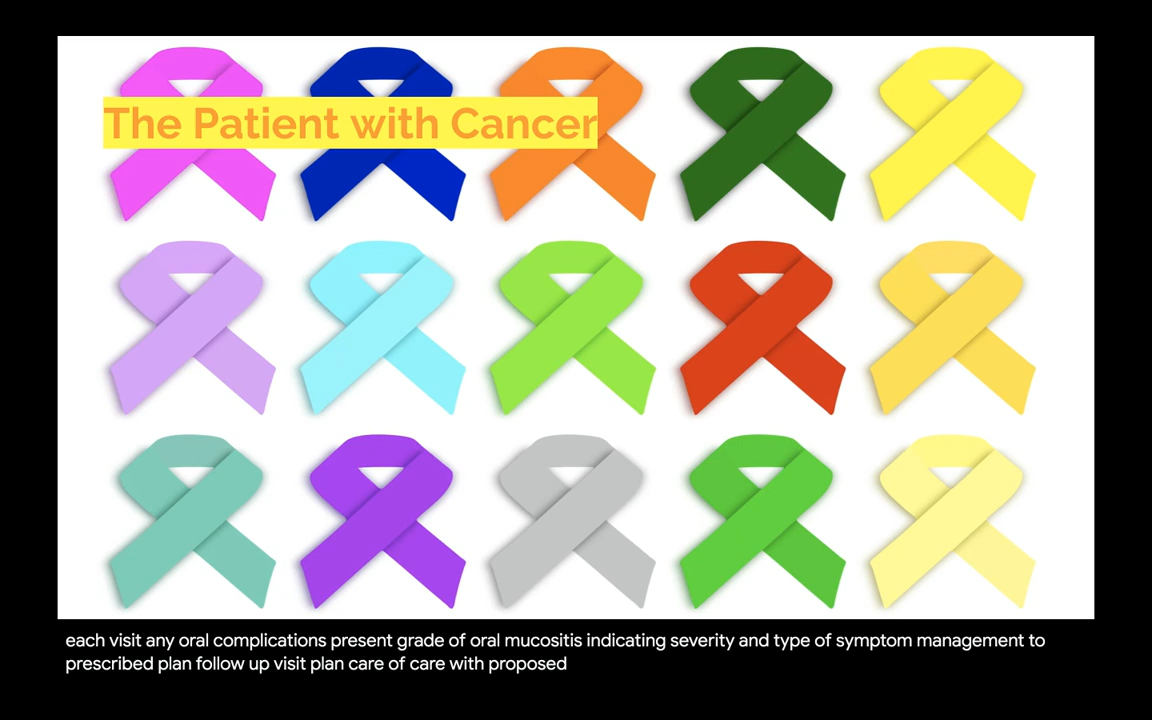 The Patient with Cancer
each visit any oral complications present grade of oral mucositis indicating severity and type of symptom management to
prescribed plan follow up visit plan care of care with proposed